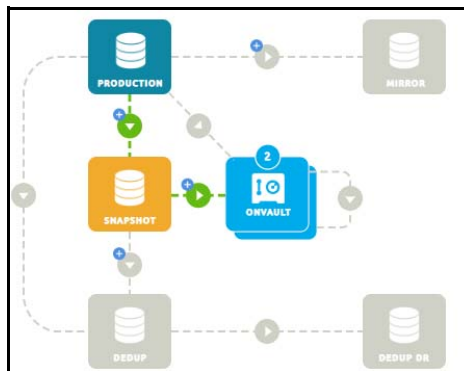 PRODUCTION
MIRROR
2
SNAPSHOT
ONVAULT
DEDUP
DEDUP DR